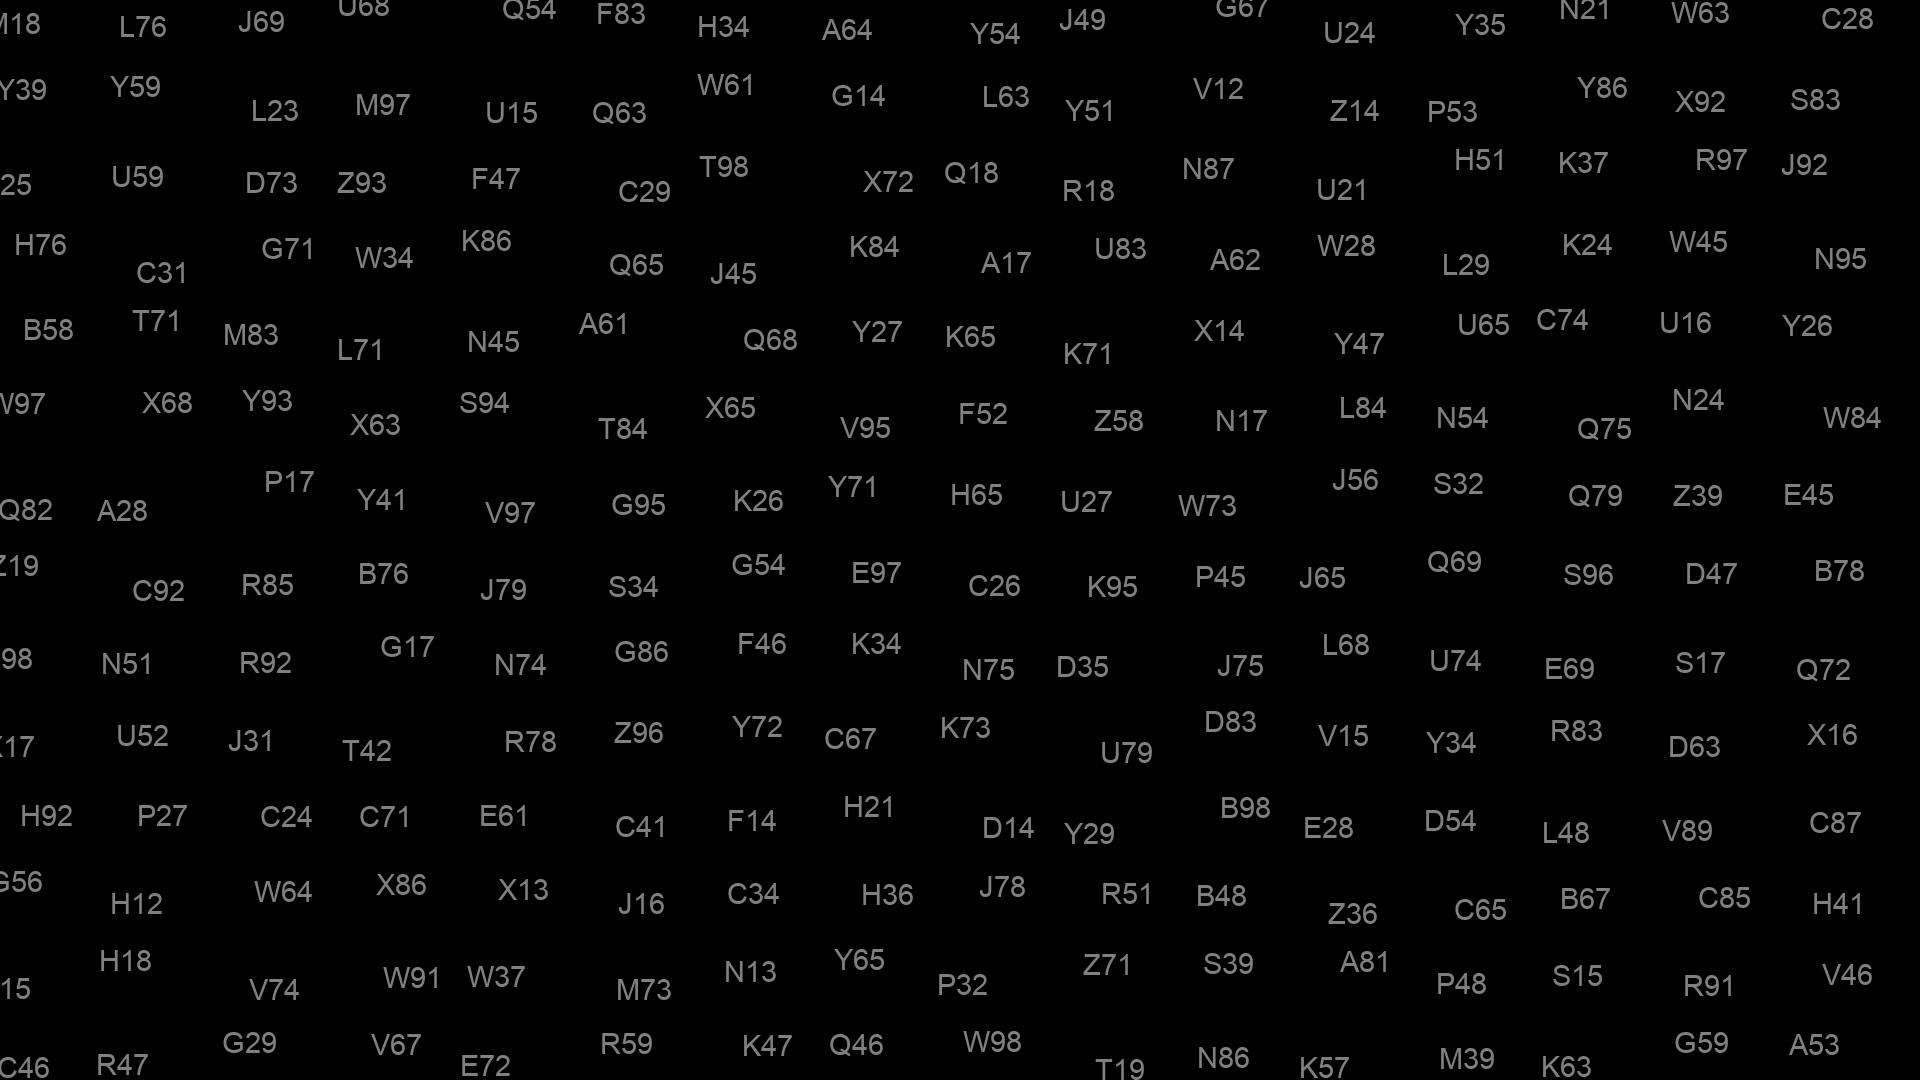 M18 L76 J69 U68 Q54 F83 H34 A64 Y54 J49 G67 U24 Y35 N21 W63 C28
Y39 Y59 L23 M97 U15 Q63 W61 G14 L63 Y51 V12 Z14 P53 Y86 X92 S83
25 U59 D73 Z93 F47 C29 T98 X72 Q18 R18 N87 U21 H51 K37 R97 J92
H76 C31 G71 W34 K86 Q65 J45 K84 A17 U83 A62 W28 L29 K24 W45 N95
B58 T71 M83 L71 N45 A61 Q68 Y27 K65 K71 X14 Y47 U65 C74 U16 Y26
W97 X68 Y93 X63 S94 T84 X65 V95 F52 Z58 N17 L84 N54 Q75 N24 W84
Q82 A28 P17 Y41 V97 G95 K26 Y71 H65 U27 W73 J56 S32 Q79 Z39 E45
Z19 C92 R85 B76 J79 S34 G54 E97 C26 K95 P45 J65 Q69 S96 D47 B78
98 N51 R92 G17 N74 G86 F46 K34 N75 D35 J75 L68 U74 E69 S17 Q72
17 U52 J31 T42 R78 Z96 Y72 C67 K73 U79 D83 V15 Y34 R83 D63 X16
H92 P27 C24 C71 E61 C41 F14 H21 D14 Y29 B98 E28 D54 L48 V89 C87
G56 H12 W64 X86 X13 J16 C34 H36 J78 R51 B48 Z36 C65 B67 C85 H41
15 H18 V74 W91 W37 M73 N13 Y65 P32 Z71 S39 A81 P48 S15 R91 V46
C46 R47 G29 V67 E72 R59 K47 Q46 W98 T19 N86 K57 M39 K63 G59 A53